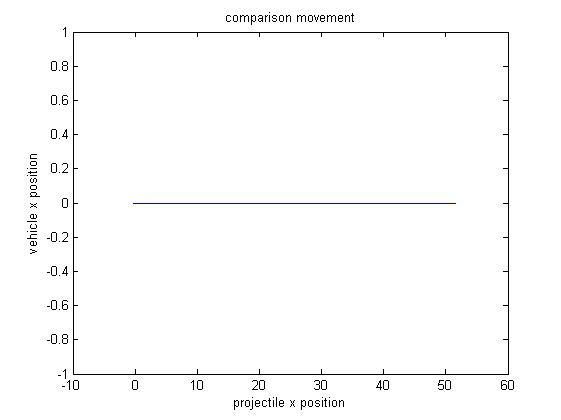 comparison movement
1
0.8
0.6
0.4
0.2
0
-0.2
-0.4
-0.6
-0.8
-1
vehicle x position
-10 0 10 20 30 40 50 60
projectile x position